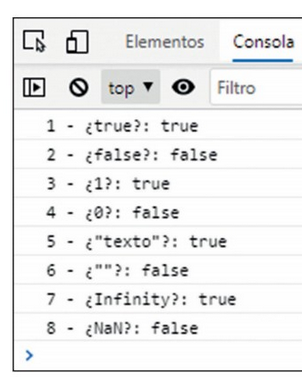 Elementos Consola
top ▼ Filtro
1 - ¿true?: true
2 - ¿false?: false
3 - ¿1?: true
4 - ¿0?: false
5 - ¿"texto"?: true
6 - ¿""?: false
7 - ¿Infinity?: true
8 - ¿NaN?: false
>